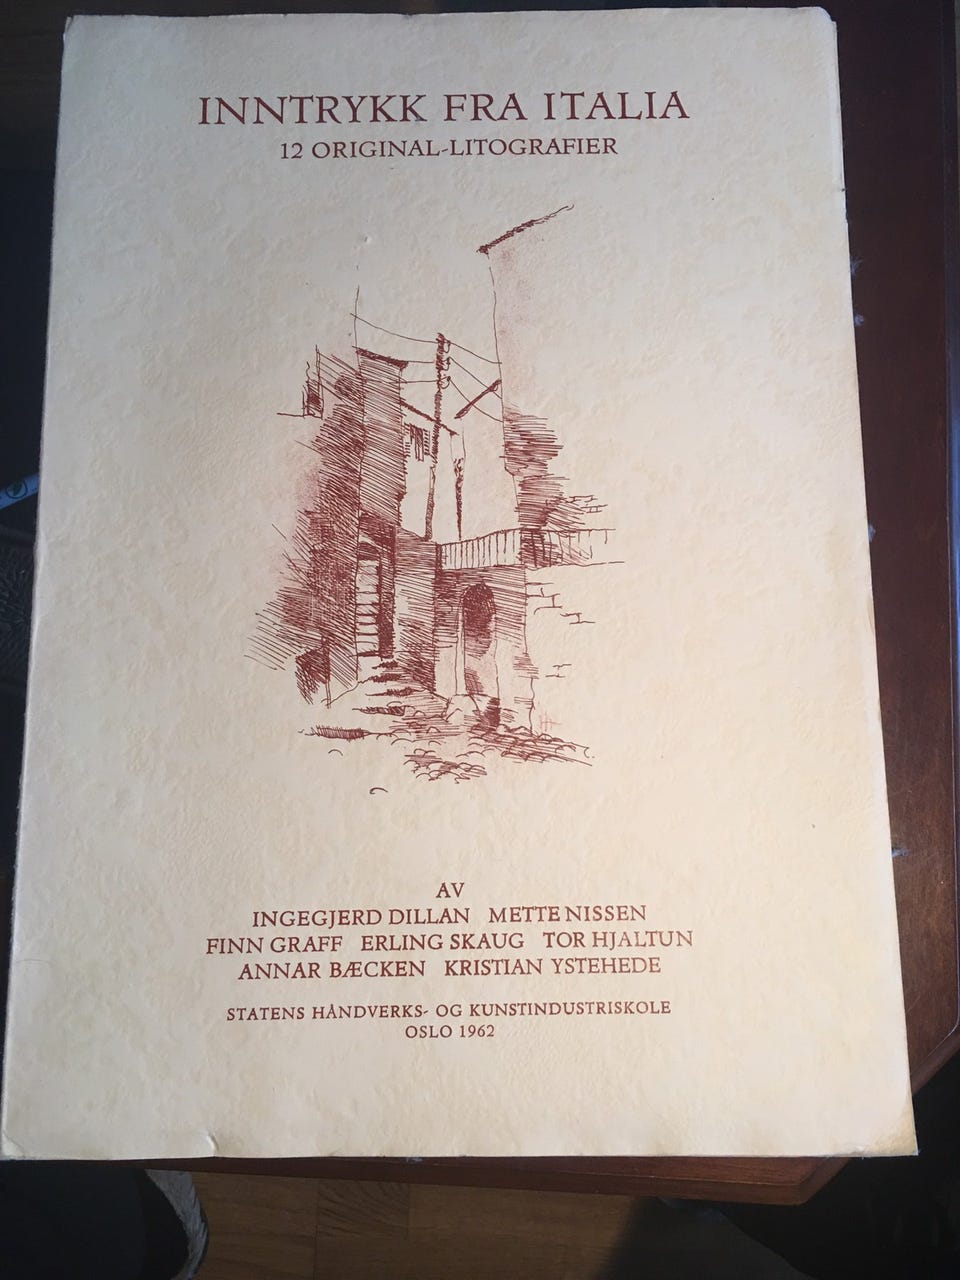 INNTRYKK FRA ITALIA
12 ORIGINAL-LITOGRAFIER
AV
INGEGJERD DILLAN METTE NISSEN
FINN GRAFF ERLING SKAUG TOR HJALTUN
ANNAR BÆCKEN KRISTIAN YSTEHEDE
STATENS HÅNDVERKS- OG KUNSTINDUSTRISKOLE
OSLO 1962